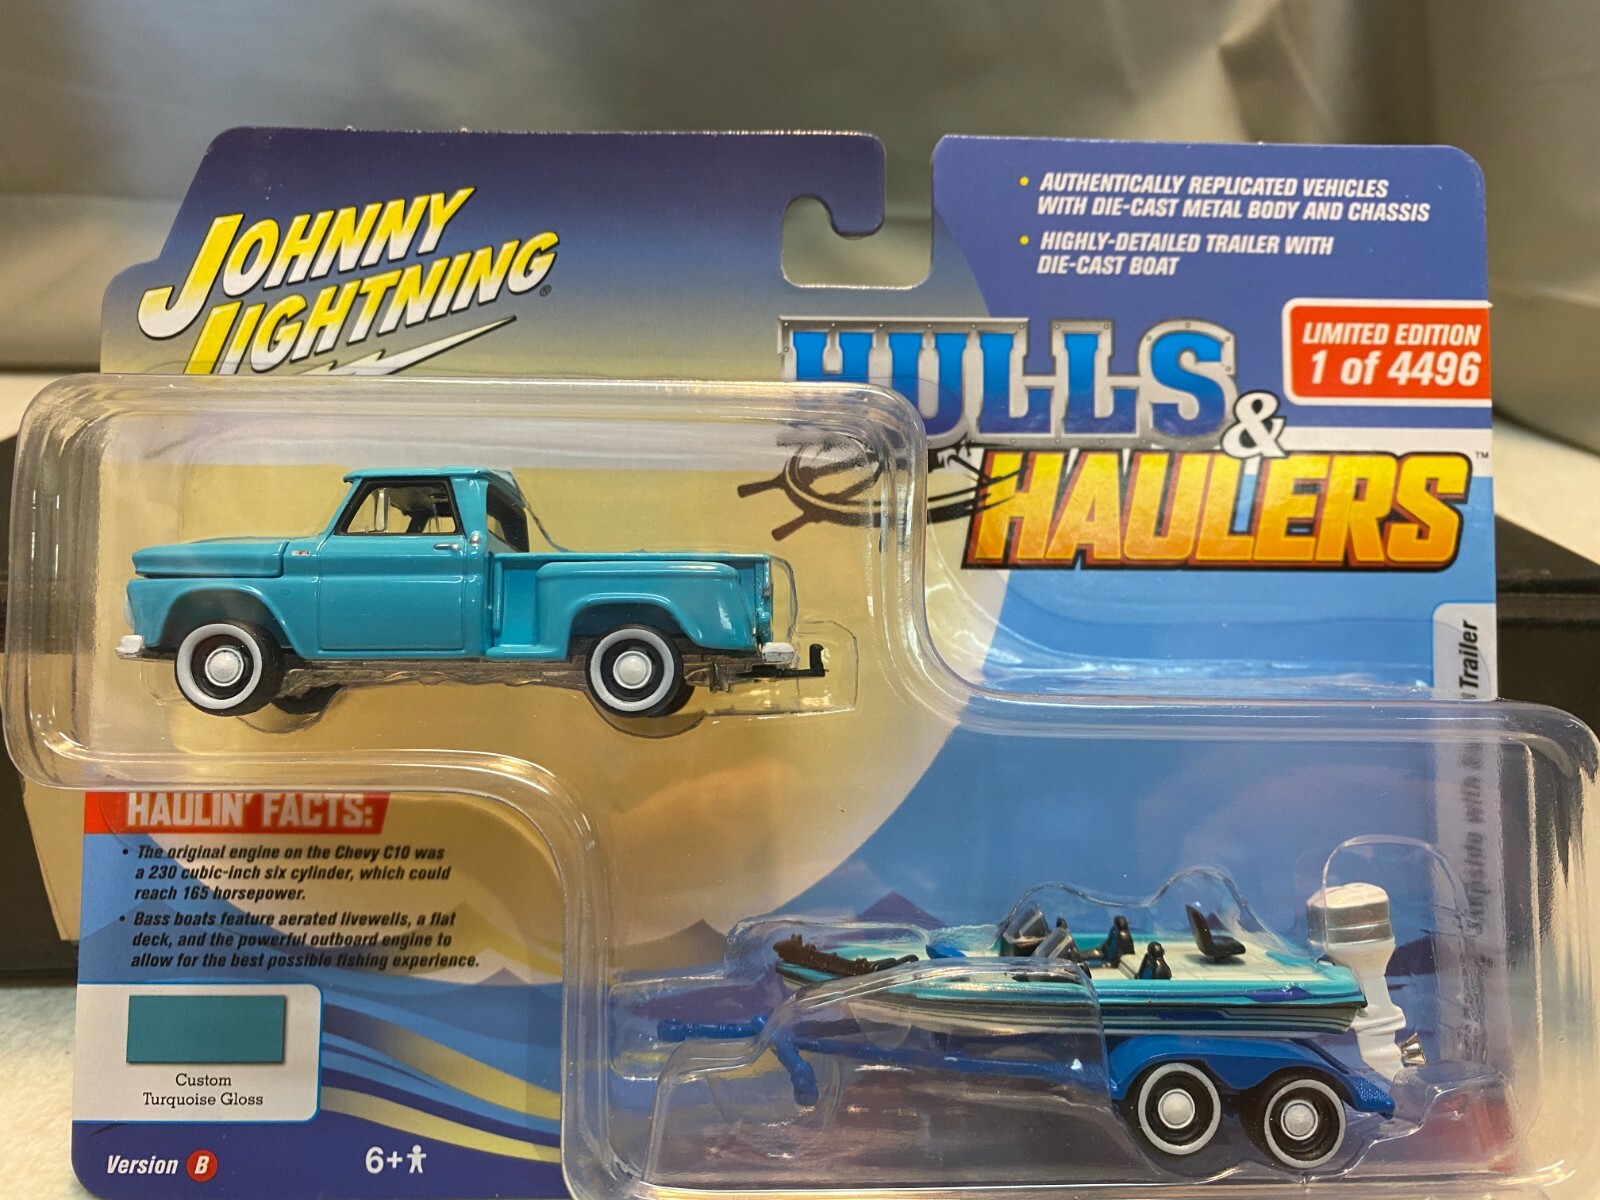 JOHNNY
LIGHTNING®
• AUTHENTICALLY REPLICATED VEHICLES
WITH DIE-CAST METAL BODY AND CHASSIS
• HIGHLY-DETAILED TRAILER WITH
DIE-CAST BOAT
LIMITED EDITION
1 of 4496
HULLS
&
HAULERS™
Trailer
HAULIN' FACTS:
• The original engine on the Chevy C10 was
a 230 cubic-inch six cylinder, which could
reach 165 horsepower.
• Bass boats feature aerated livewells, a flat
deck, and the powerful outboard engine to
allow for the best possible fishing experience.
Custom
Turquoise Gloss
Version B
6+